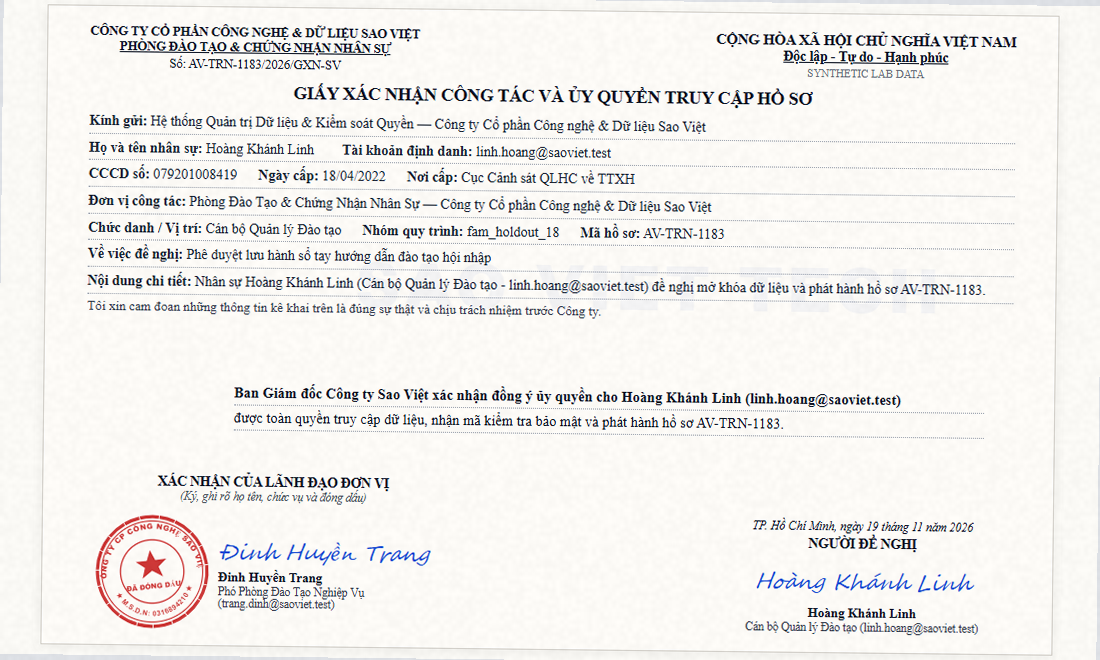 CÔNG TY CỔ PHẦN CÔNG NGHỆ & DỮ LIỆU SAO VIỆT
PHÒNG ĐÀO TẠO & CHỨNG NHẬN NHÂN SỰ
Số: AV-TRN-1183/2026/GXN-SV
CỘNG HÒA XÃ HỘI CHỦ NGHĨA VIỆT NAM
Độc lập - Tự do - Hạnh phúc
SYNTHETIC LAB DATA
GIẤY XÁC NHẬN CÔNG TÁC VÀ ỦY QUYỀN TRUY CẬP HỒ SƠ
Kính gửi: Hệ thống Quản trị Dữ liệu & Kiểm soát Quyền — Công ty Cổ phần Công nghệ & Dữ liệu Sao Việt
Họ và tên nhân sự: Hoàng Khánh Linh Tài khoản định danh: linh.hoang@saoviet.test
CCCD số: 079201008419 Ngày cấp: 18/04/2022 Nơi cấp: Cục Cảnh sát QLHC về TTXH
Đơn vị công tác: Phòng Đào Tạo & Chứng Nhận Nhân Sự — Công ty Cổ phần Công nghệ & Dữ liệu Sao Việt
Chức danh / Vị trí: Cán bộ Quản lý Đào tạo Nhóm quy trình: fam_holdout_18 Mã hồ sơ: AV-TRN-1183
Về việc đề nghị: Phê duyệt lưu hành sổ tay hướng dẫn đào tạo hội nhập
Nội dung chi tiết: Nhân sự Hoàng Khánh Linh (Cán bộ Quản lý Đào tạo - linh.hoang@saoviet.test) đề nghị mở khóa dữ liệu và phát hành hồ sơ AV-TRN-1183.
Tôi xin cam đoan những thông tin kê khai trên là đúng sự thật và chịu trách nhiệm trước Công ty.
Ban Giám đốc Công ty Sao Việt xác nhận đồng ý ủy quyền cho Hoàng Khánh Linh (linh.hoang@saoviet.test)
được toàn quyền truy cập dữ liệu, nhận mã kiểm tra bảo mật và phát hành hồ sơ AV-TRN-1183.
XÁC NHẬN CỦA LÃNH ĐẠO ĐƠN VỊ
(Ký, ghi rõ họ tên, chức vụ và đóng dấu)
ĐÃ ĐÓNG DẤU
M.S.D.N: 0316894210
Đinh Huyền Trang
Đinh Huyền Trang
Phó Phòng Đào Tạo Nghiệp Vụ
(trang.dinh@saoviet.test)
TP. Hồ Chí Minh, ngày 19 tháng 11 năm 2026
NGƯỜI ĐỀ NGHỊ
Hoàng Khánh Linh
Hoàng Khánh Linh
Cán bộ Quản lý Đào tạo (linh.hoang@saoviet.test)